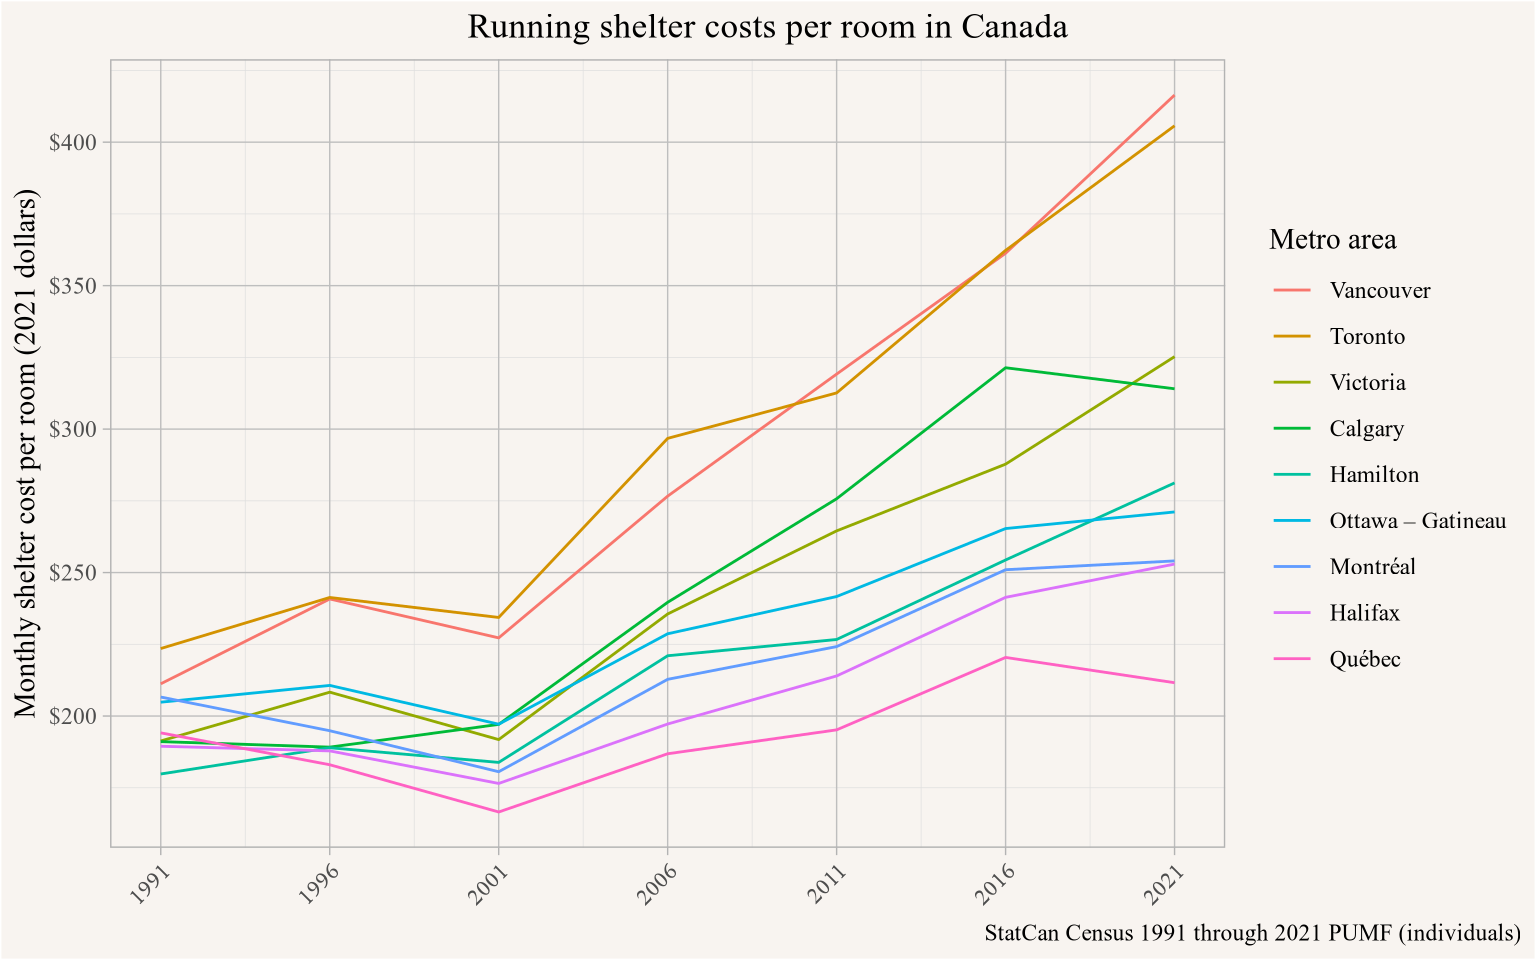 Running shelter costs per room in Canada
Monthly shelter cost per room (2021 dollars)
$400
$350
$300
$250
$200
1991
1996
2001
2006
2011
2016
2021
Metro area
Vancouver
Toronto
Victoria
Calgary
Hamilton
Ottawa – Gatineau
Montréal
Halifax
Québec
StatCan Census 1991 through 2021 PUMF (individuals)